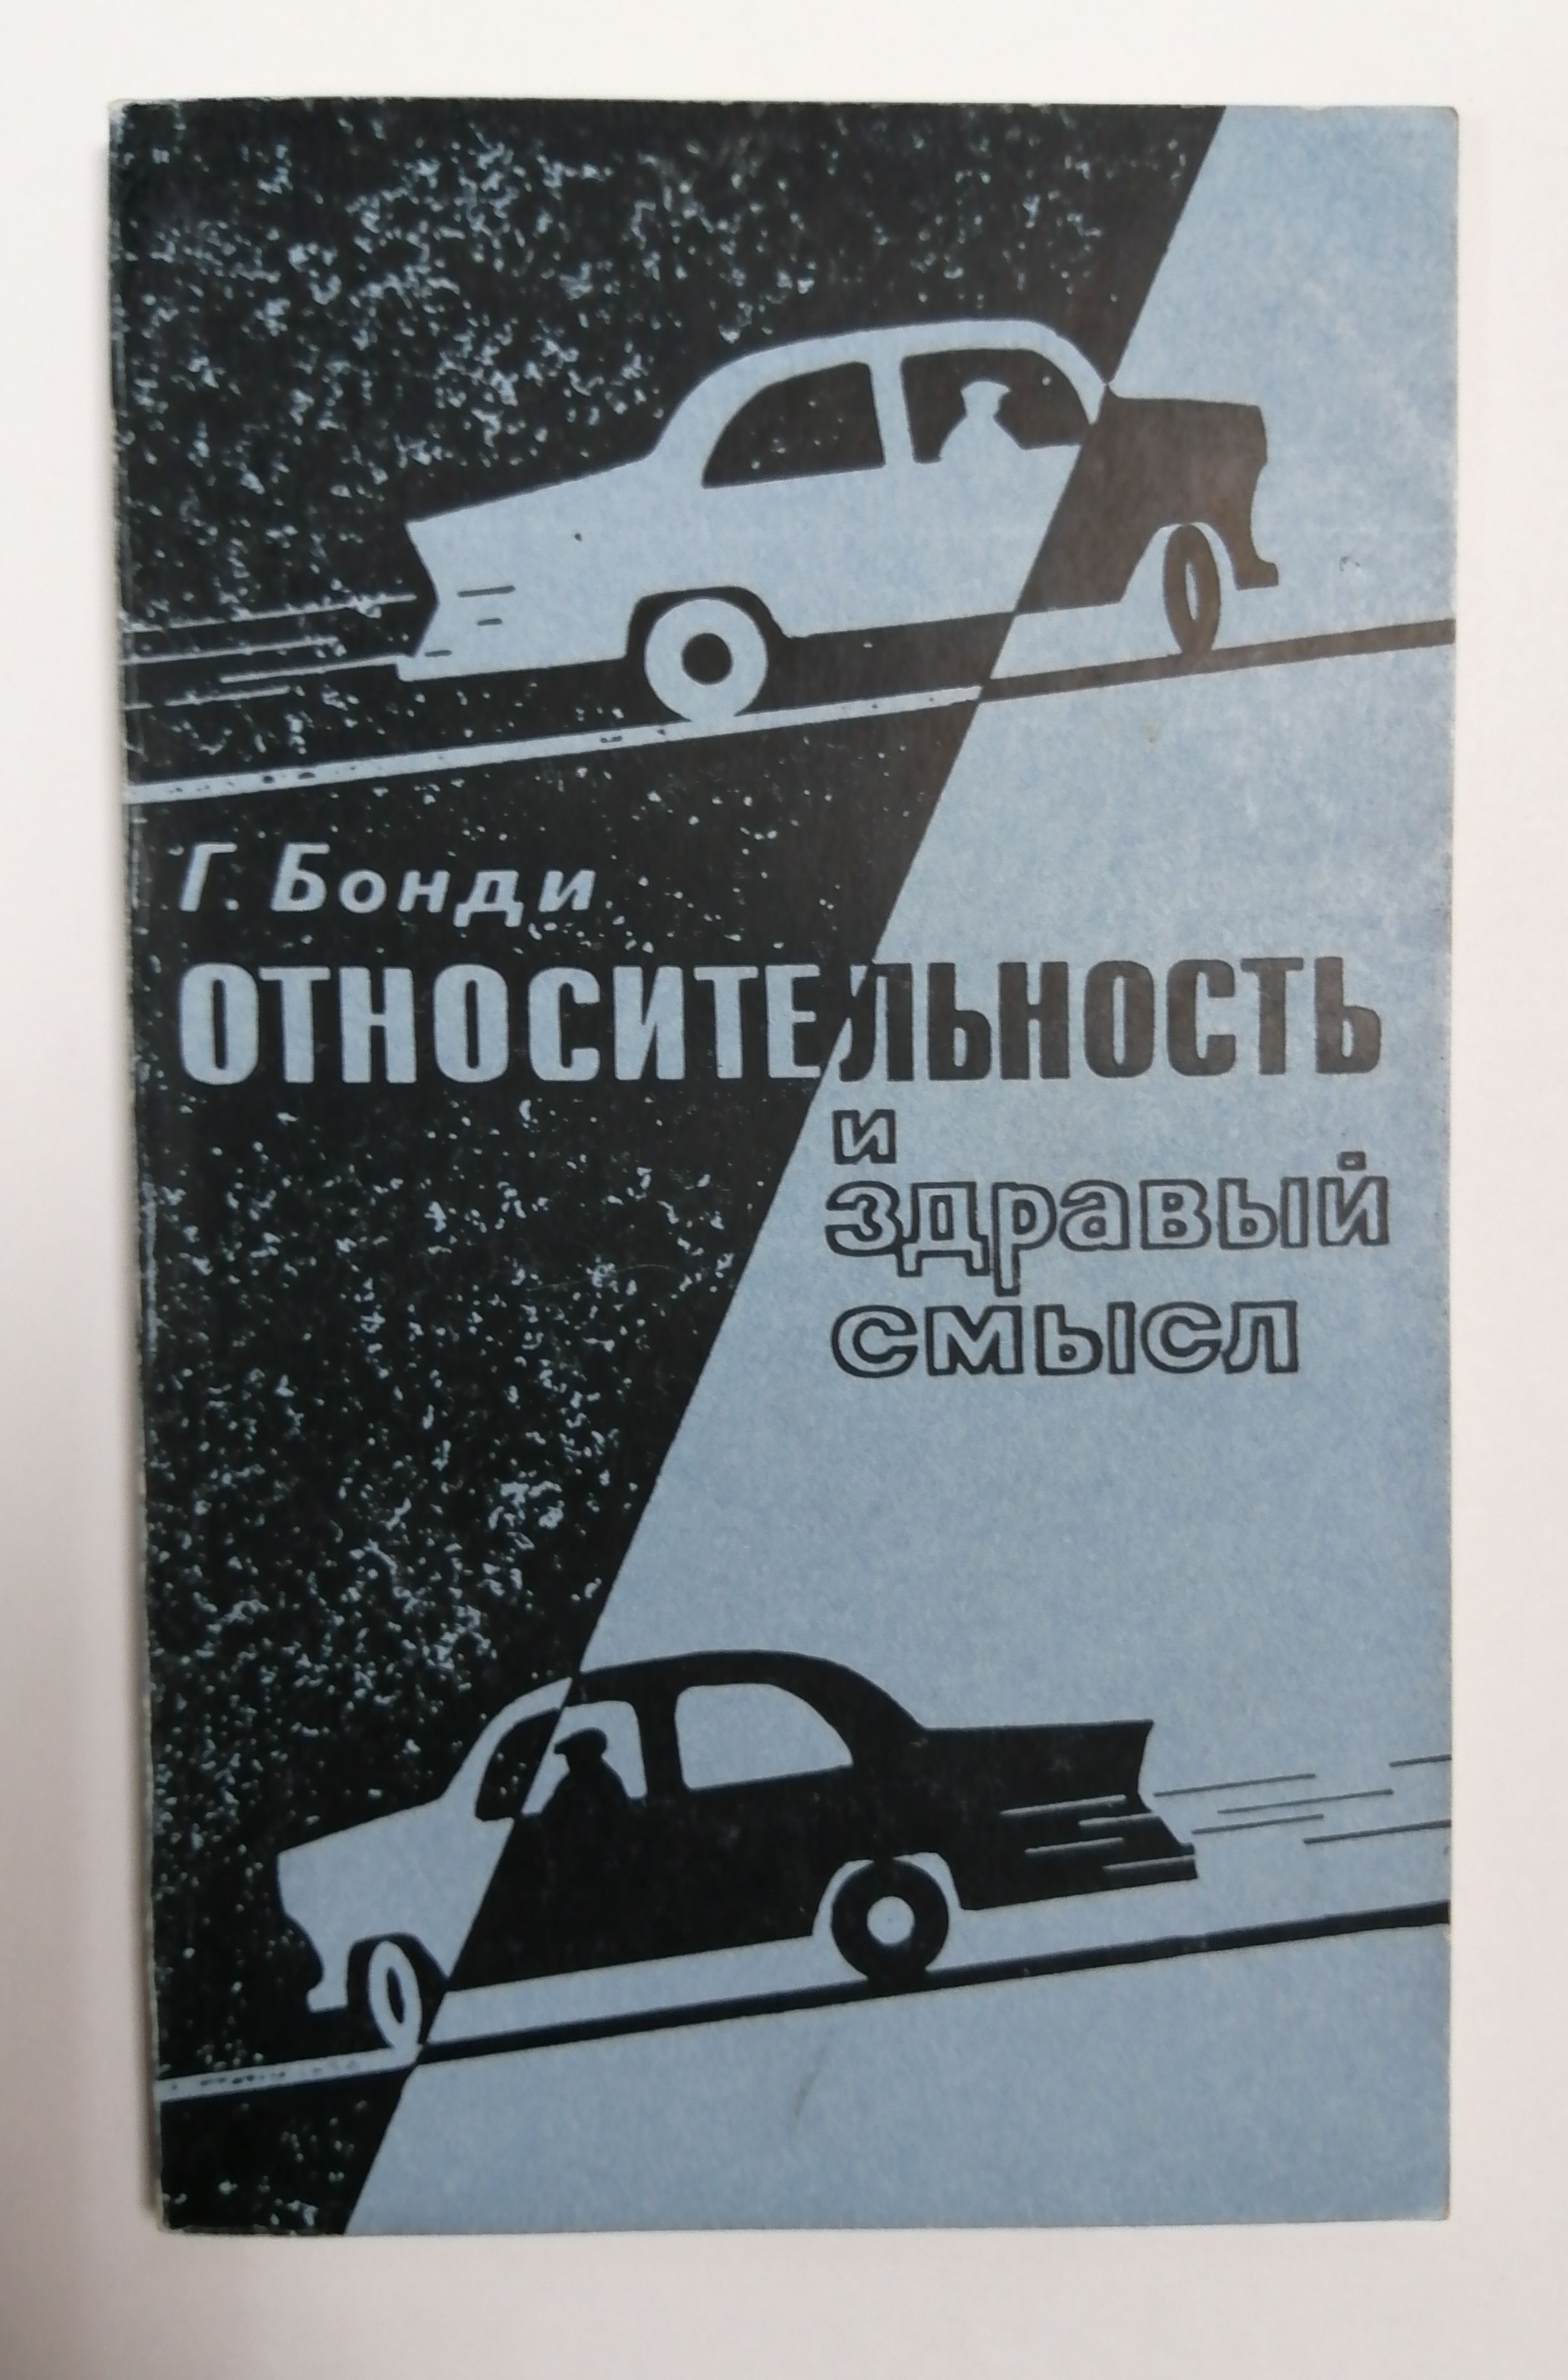 Г. Бонди
ОТНОСИТЕЛЬНОСТЬ
и
здравый
смысл